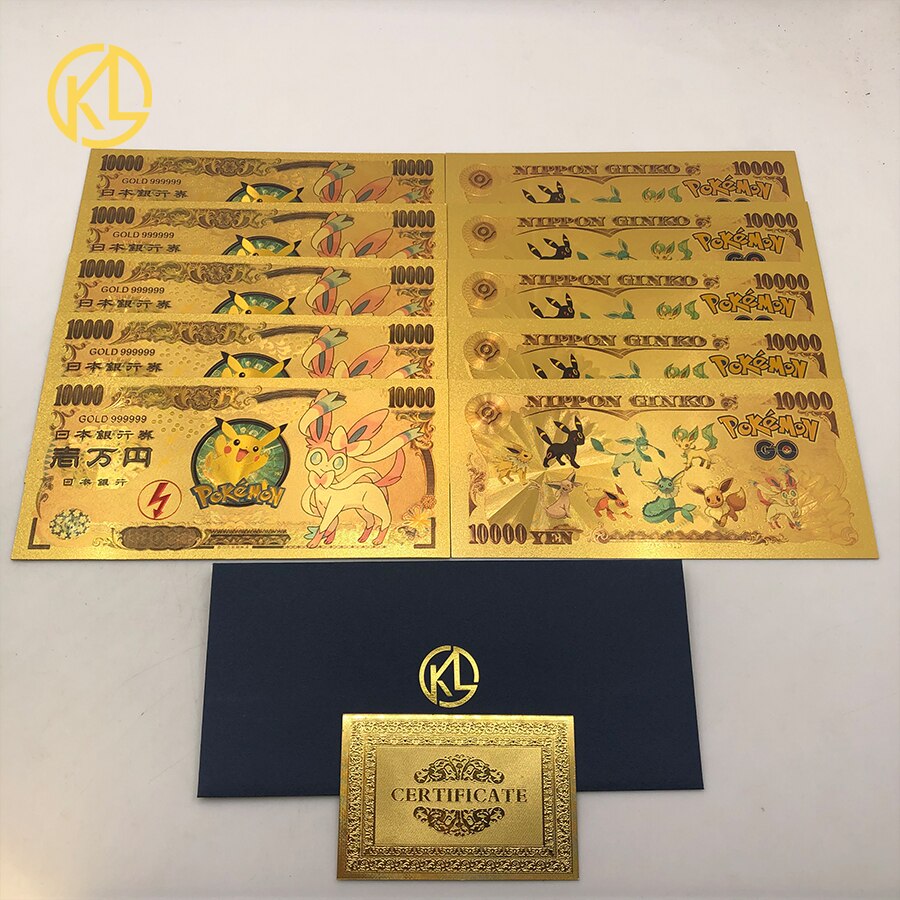 KL
10000 10000
GOLD 999999
日本銀行券
10000 10000
GOLD 999999
日本銀行券
10000 10000
GOLD 999999
日本銀行券
10000 10000
GOLD 999999
日本銀行券
10000 10000
GOLD 999999
日本銀行券
壱万円
日本銀行
POKéMON
NIPPON GINKO 10000
POKéMON
NIPPON GINKO 10000
POKéMON
GO
NIPPON GINKO 10000
POKéMON
NIPPON GINKO 10000
POKéMON
NIPPON GINKO 10000
POKéMON
GO
10000 YEN
KL
CERTIFICATE